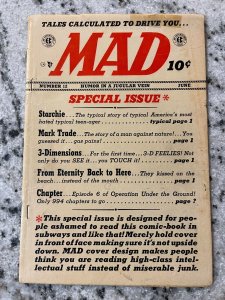 TALES CALCULATED TO DRIVE YOU...
MAD
10¢
NUMBER 12 HUMOR IN A JUGULAR VEIN JUNE
SPECIAL ISSUE *
Starchie...The typical story of typical America's most
hated typical teen-ager.................... typical page 1
Mark Trade...The story of a man against nature!...You
guessed it... gas pains!..................................page 1
3-Dimensions...For the first time...3-D FEELIES! Not
only do you SEE it... you TOUCH it!...............page 1
From Eternity Back to Here...They kissed on the
beach...instead of the mouth.........................page 1
Chapter...Episode 6 of Operation Under the Ground!
Only 994 chapters to go..................................page ?
* This special issue is designed for peo-
ple ashamed to read this comic-book in
subways and like that! Merely hold cover
in front of face making sure it's not upside
down. MAD cover design makes people
think you are reading high-class intel-
lectual stuff instead of miserable junk.